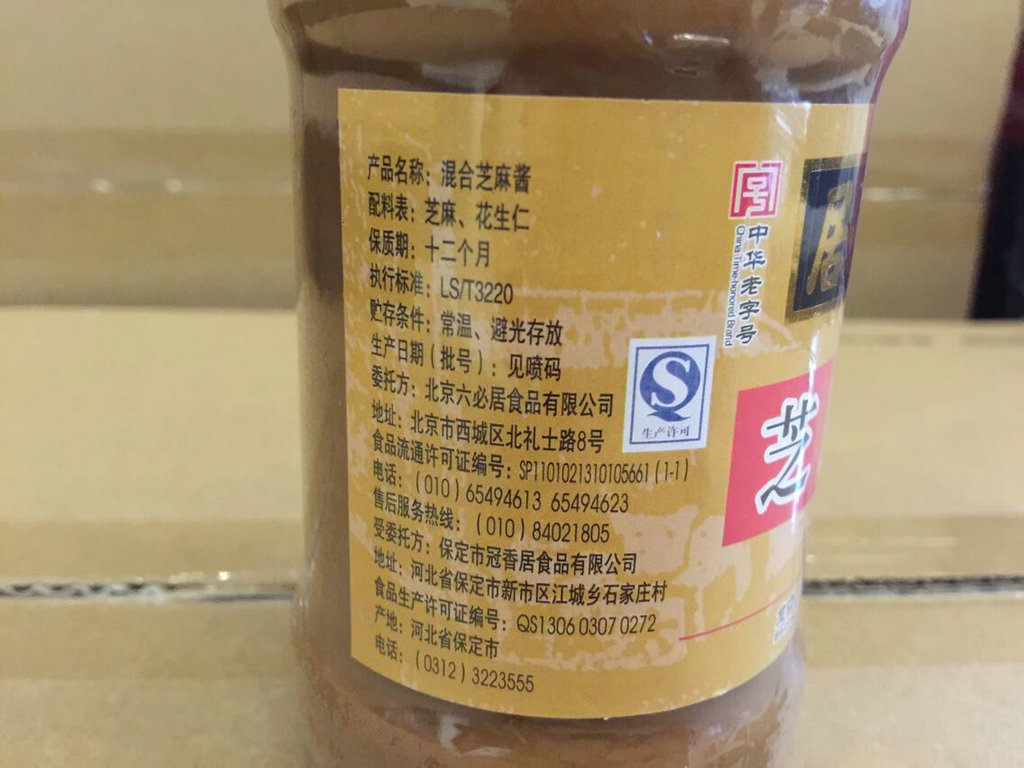 产品名称：混合芝麻酱
配料表：芝麻、花生仁
保质期：十二个月
执行标准：LS/T3220
贮存条件：常温、避光存放
生产日期（批号）：见喷码
委托方：北京六必居食品有限公司
地址：北京市西城区北礼士路8号
食品流通许可证编号：SP1101021310105661(1-1)
电话：（010）65494613 65494623
售后服务热线：（010）84021805
受委托方：保定市冠香居食品有限公司
地址：河北省保定市新市区江城乡石家庄村
食品生产许可证编号：QS1306 0307 0272
产地：河北省保定市
电话：（0312）3223555
生产许可
中华老字号
China Time-honored Brand
居
芝